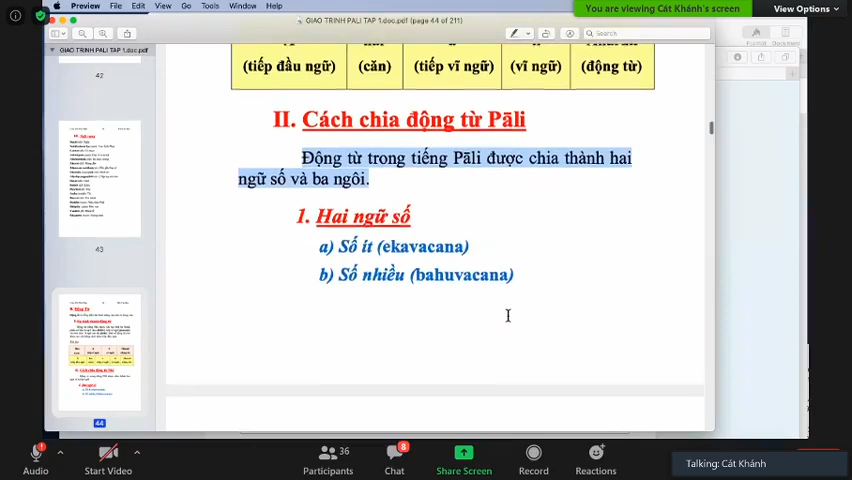 Preview File Edit View Go Tools Window Help
You are viewing Cát Khánh's screen
View Options
GIAO TRINH PALI TAP 1.doc.pdf (page 44 of 211)
Search
Format
GIAO TRINH PALI TAP 1.doc.pdf
42
43
44
(tiếp đầu ngữ) (căn) (tiếp vĩ ngữ) (vĩ ngữ) (động từ)
II. Cách chia động từ Pāli
Động từ trong tiếng Pāli được chia thành hai
ngữ số và ba ngôi.
1. Hai ngữ số
a) Số ít (ekavacana)
b) Số nhiều (bahuvacana)
36
8
Audio Start Video Participants Chat Share Screen Record Reactions
Talking: Cát Khánh